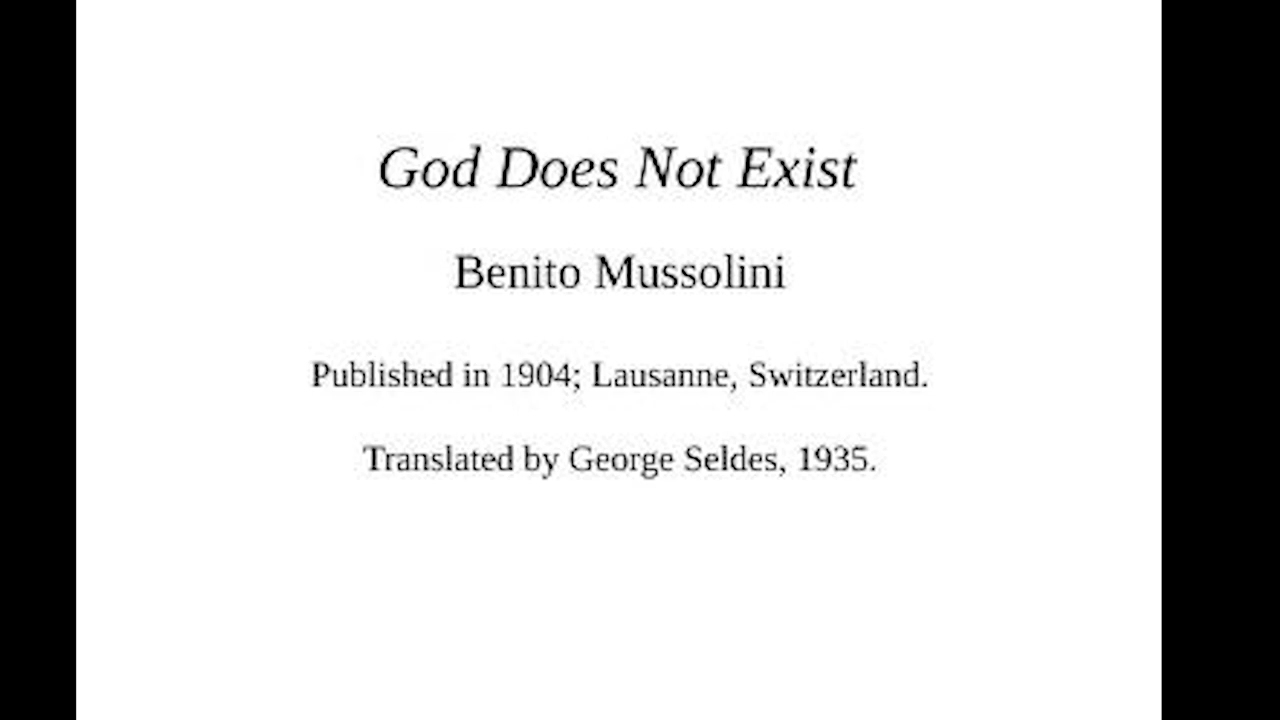 God Does Not Exist
Benito Mussolini
Published in 1904; Lausanne, Switzerland.
Translated by George Seldes, 1935.